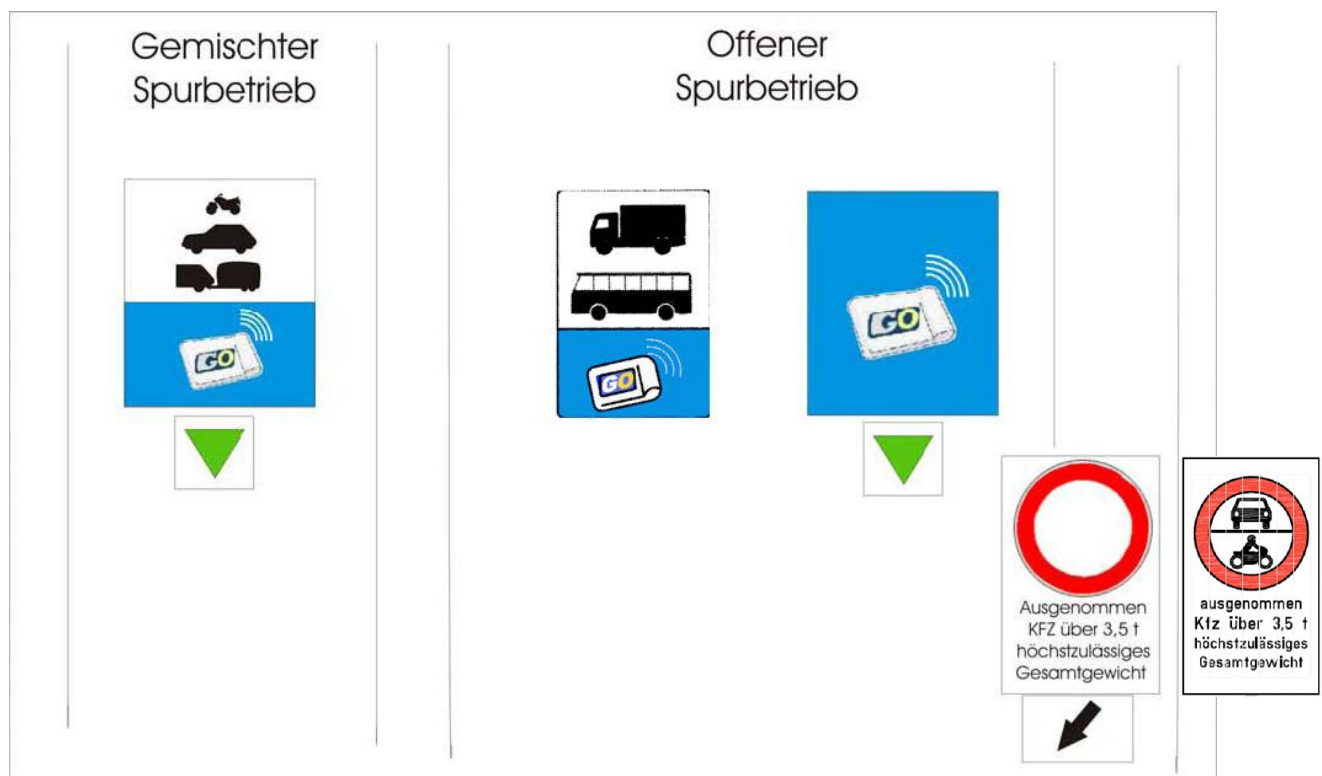 Gemischter
Spurbetrieb
Offener
Spurbetrieb
GO
GO
GO
Ausgenommen
KFZ über 3,5 t
höchstzulässiges
Gesamtgewicht
ausgenommen
Kfz über 3,5 t
höchstzulässiges
Gesamtgewicht